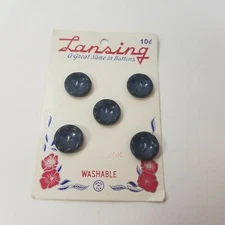 10¢
Lansing
A Great Name in Buttons
WASHABLE